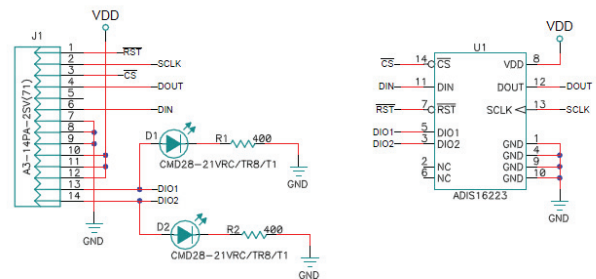 VDD
J1
A3-14PA-2SV(71)
1 RST
2 SCLK
3 CS
4 DOUT
5
6 DIN
7
8
9
10
11
12
13 DIO1
14 DIO2
D1 R1 400
CMD28-21VRC/TR8/T1
GND
D2 R2 400
CMD28-21VRC/TR8/T1
GND
GND
VDD
U1
CS 14 CS VDD 8
DIN 11 DIN DOUT 12 DOUT
RST 7 RST SCLK 13 SCLK
DIO1 5 DIO1 GND 1
DIO2 3 DIO2 GND 4
2 NC GND 9
6 NC GND 10
ADIS16223
GND